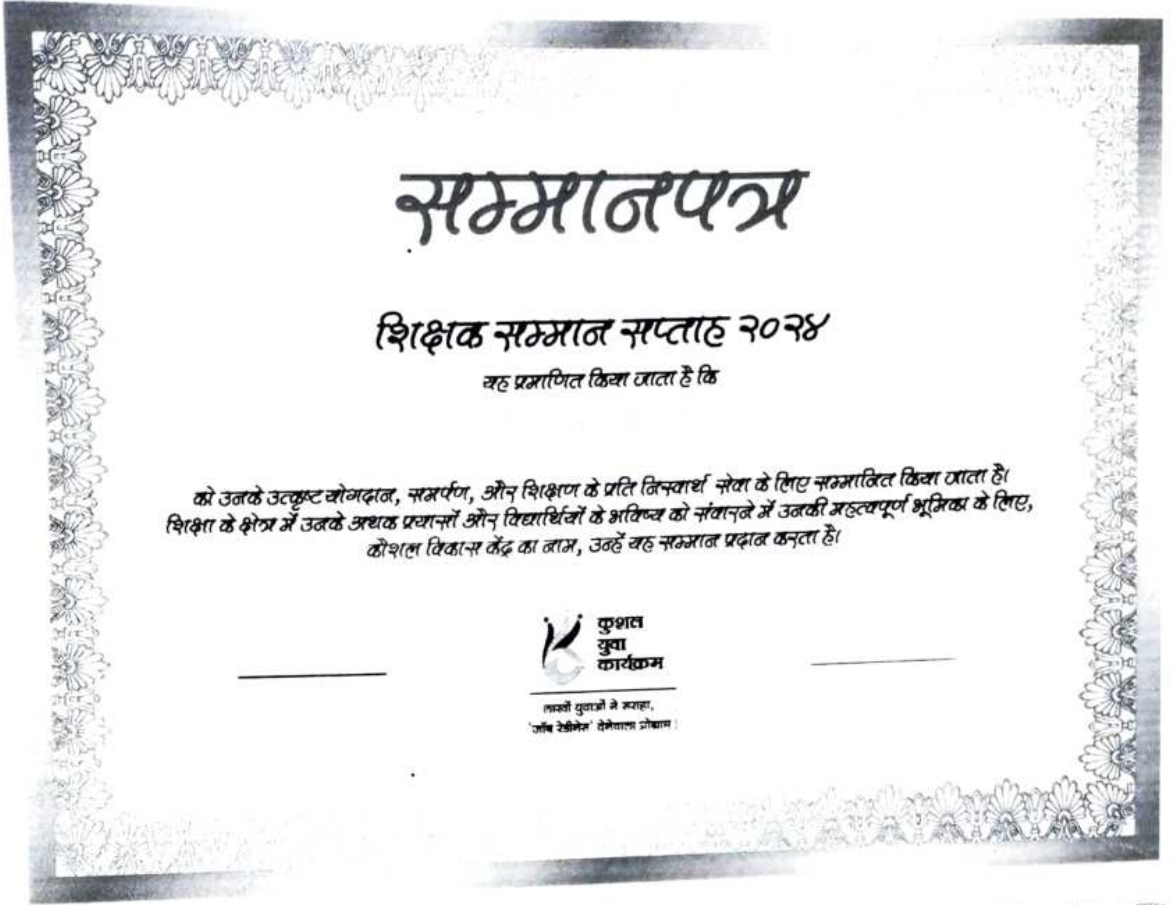 सम्मानपत्र
शिक्षक सम्मान सप्ताह २०२४
यह प्रमाणित किया जाता है कि
को उनके उत्कृष्ट योगदान, समर्पण, और शिक्षण के प्रति निस्वार्थ सेवा के लिए सम्मानित किया जाता है।
शिक्षा के क्षेत्र में उनके अथक प्रयासों और विद्यार्थियों के भविष्य को संवारने में उनकी महत्वपूर्ण भूमिका के लिए,
कौशल विकास केंद्र का नाम, उन्हें यह सम्मान प्रदान करता है।
कुशल
युवा
कार्यक्रम
लाखों युवाओं ने सराहा,
'जॉब रेडीनेस' देनेवाला प्रोग्राम।